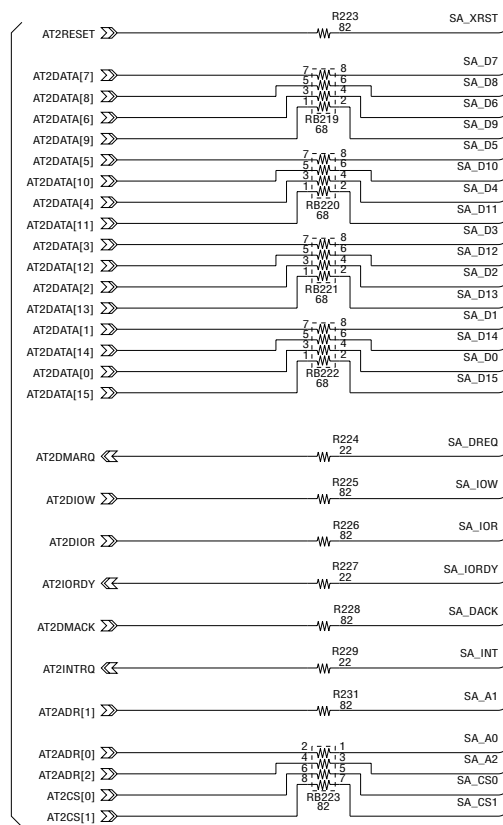 R223 SA_XRST
AT2RESET 82
AT2DATA[7] 7 8 SA_D7
AT2DATA[8] 5 6 SA_D8
AT2DATA[6] 3 4 SA_D6
AT2DATA[9] 1 2 SA_D9
RB219
68
AT2DATA[5] 7 8 SA_D5
AT2DATA[10] 5 6 SA_D10
AT2DATA[4] 3 4 SA_D4
AT2DATA[11] 1 2 SA_D11
RB220
68
AT2DATA[3] 7 8 SA_D3
AT2DATA[12] 5 6 SA_D12
AT2DATA[2] 3 4 SA_D2
AT2DATA[13] 1 2 SA_D13
RB221
68
AT2DATA[1] 7 8 SA_D1
AT2DATA[14] 5 6 SA_D14
AT2DATA[0] 3 4 SA_D0
AT2DATA[15] 1 2 SA_D15
RB222
68
R224 SA_DREQ
AT2DMARQ 22
R225 SA_IOW
AT2DIOW 82
R226 SA_IOR
AT2DIOR 82
R227 SA_IORDY
AT2IORDY 22
R228 SA_DACK
AT2DMACK 82
R229 SA_INT
AT2INTRQ 22
R231 SA_A1
AT2ADR[1] 82
AT2ADR[0] 2 1 SA_A0
AT2ADR[2] 4 3 SA_A2
AT2CS[0] 6 5 SA_CS0
AT2CS[1] 8 7 SA_CS1
RB223
82